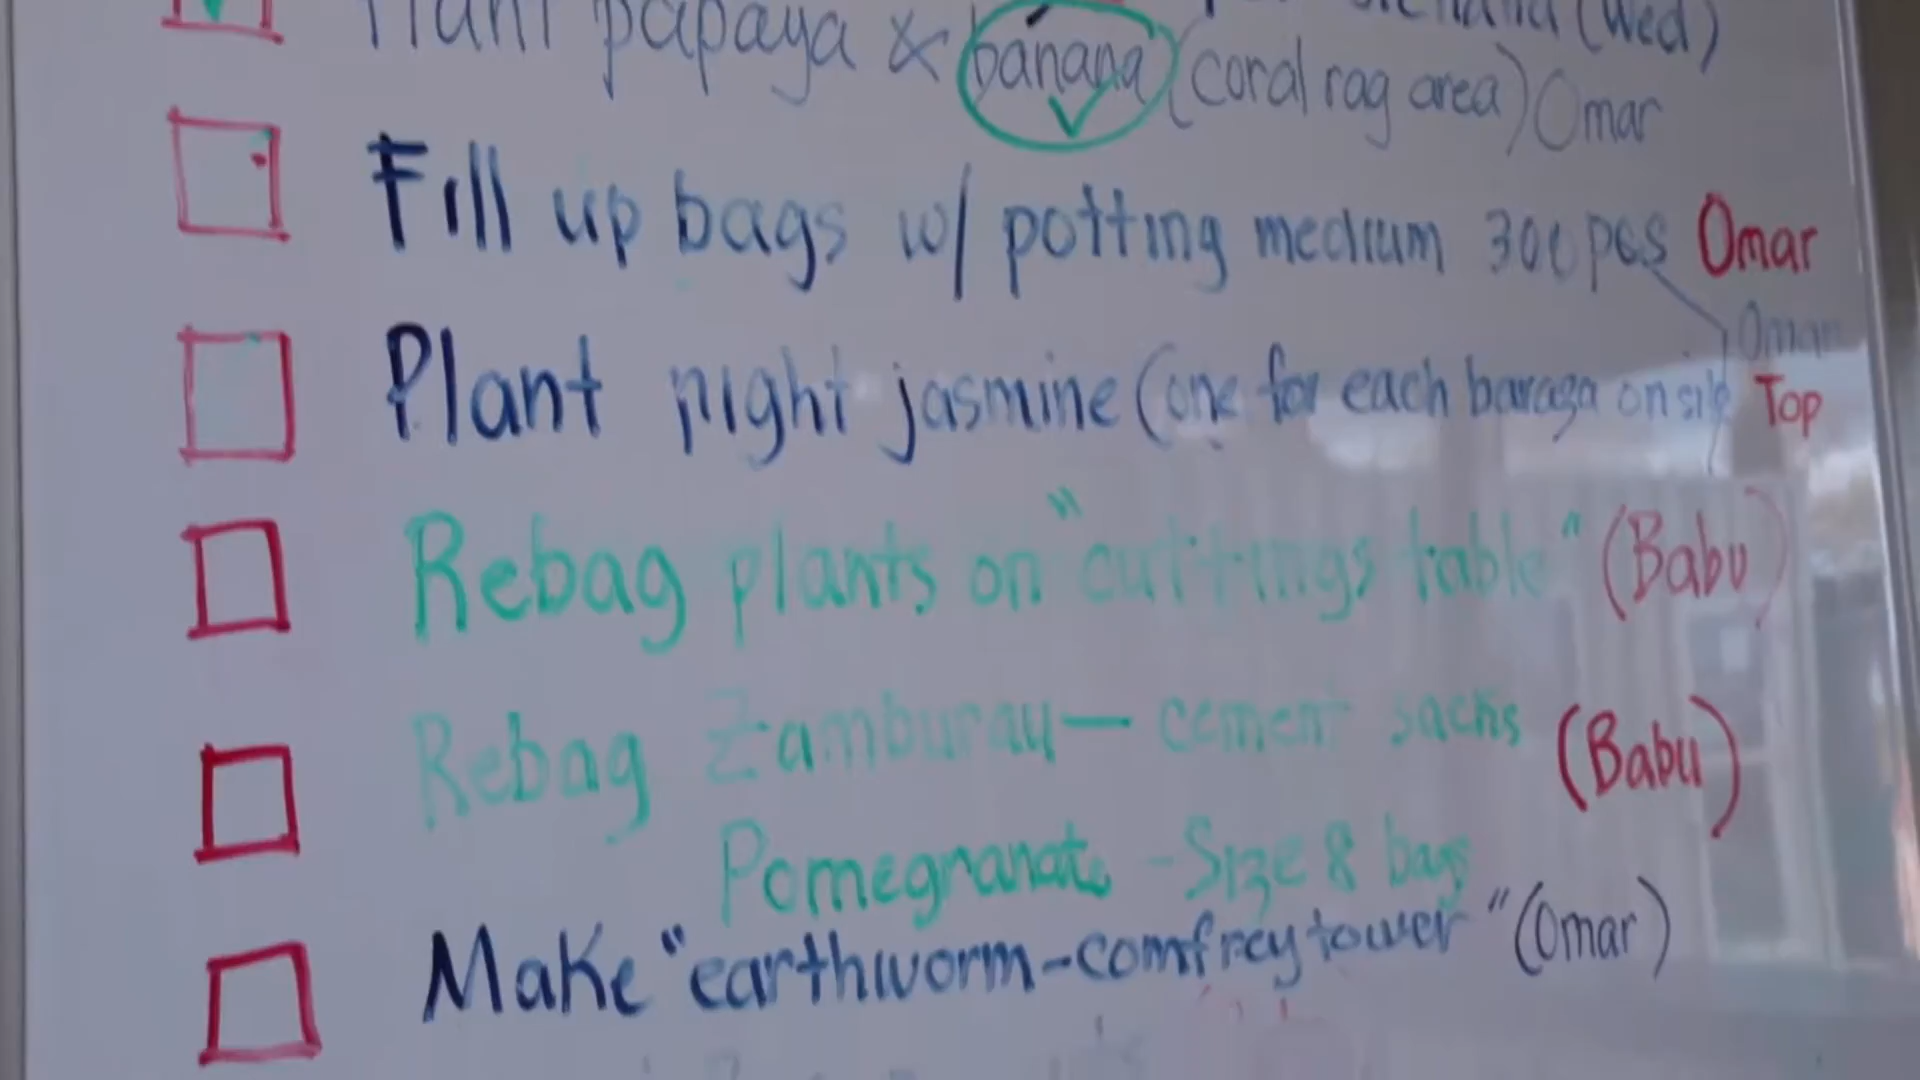 (Wed)
Plant papaya & banana (coral rag area) Omar
Fill up bags w/ potting medium 300 pcs Omar
Omar
Plant night jasmine (one for each baraza on site) Top
Rebag plants on "cuttings table" (Babu)
Rebag Zamburau — cement sacks (Babu)
Pomegranate - Size 8 bags
Make "earthworm-comfrey tower" (Omar)